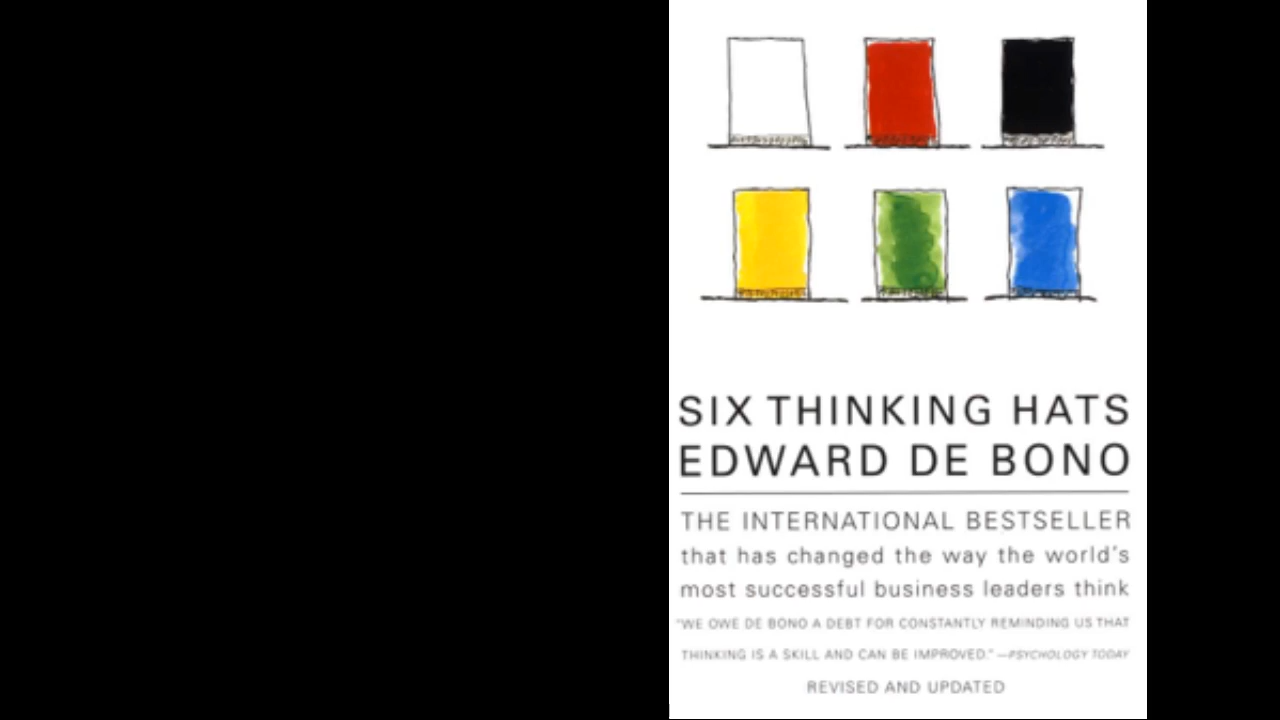 SIX THINKING HATS
EDWARD DE BONO
THE INTERNATIONAL BESTSELLER
that has changed the way the world's
most successful business leaders think
"WE OWE DE BONO A DEBT FOR CONSTANTLY REMINDING US THAT
THINKING IS A SKILL AND CAN BE IMPROVED." —PSYCHOLOGY TODAY
REVISED AND UPDATED